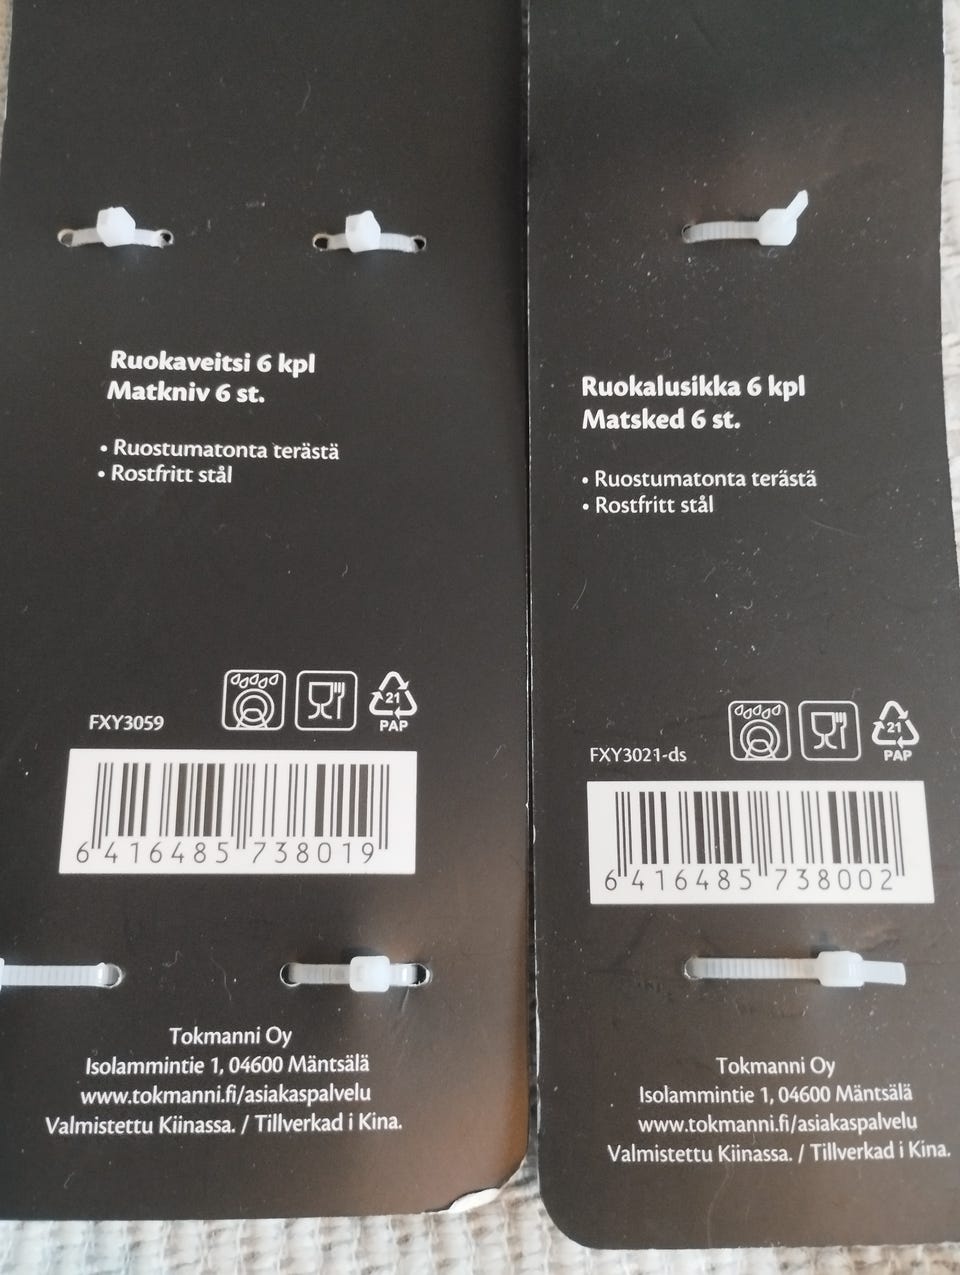 Ruokaveitsi 6 kpl
Matkniv 6 st.
• Ruostumatonta terästä
• Rostfritt stål
FXY3059
21
PAP
6 416485 738019
Tokmanni Oy
Isolammintie 1, 04600 Mäntsälä
www.tokmanni.fi/asiakaspalvelu
Valmistettu Kiinassa. / Tillverkad i Kina.
Ruokalusikka 6 kpl
Matsked 6 st.
• Ruostumatonta terästä
• Rostfritt stål
FXY3021-ds
21
PAP
6 416485 738002
Tokmanni Oy
Isolammintie 1, 04600 Mäntsälä
www.tokmanni.fi/asiakaspalvelu
Valmistettu Kiinassa. / Tillverkad i Kina.